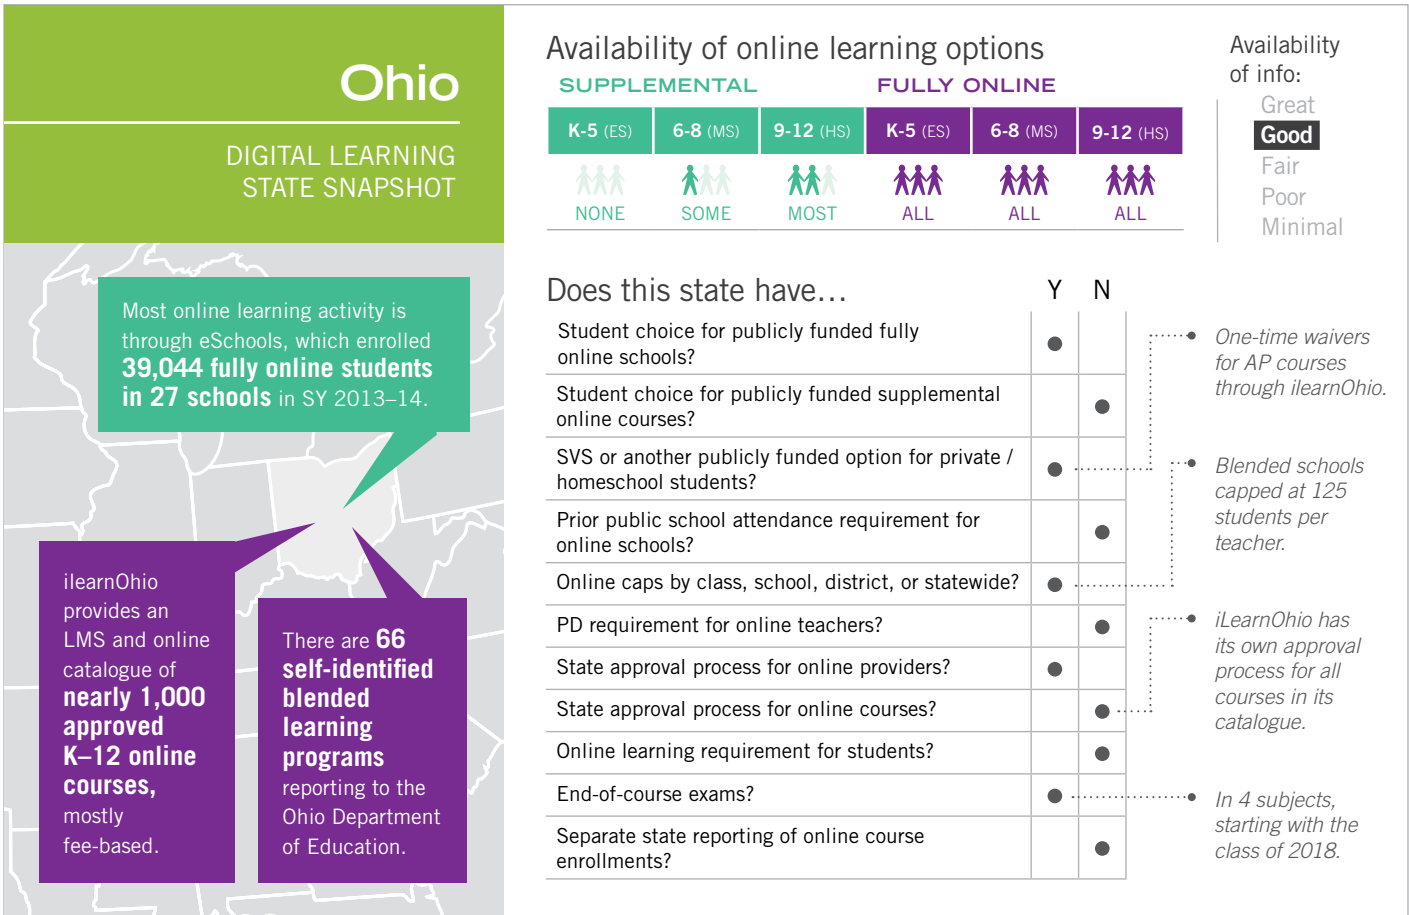 Ohio
DIGITAL LEARNING
STATE SNAPSHOT
Most online learning activity is
through eSchools, which enrolled
39,044 fully online students
in 27 schools in SY 2013–14.
ilearnOhio
provides an
LMS and online
catalogue of
nearly 1,000
approved
K–12 online
courses,
mostly
fee-based.
There are 66
self-identified
blended
learning
programs
reporting to the
Ohio Department
of Education.
Availability of online learning options
SUPPLEMENTAL FULLY ONLINE
K-5 (ES) 6-8 (MS) 9-12 (HS) K-5 (ES) 6-8 (MS) 9-12 (HS)
NONE SOME MOST ALL ALL ALL
Availability
of info:
Great
Good
Fair
Poor
Minimal
Does this state have… Y N
Student choice for publicly funded fully
online schools?
Student choice for publicly funded supplemental
online courses?
SVS or another publicly funded option for private /
homeschool students?
Prior public school attendance requirement for
online schools?
Online caps by class, school, district, or statewide?
PD requirement for online teachers?
State approval process for online providers?
State approval process for online courses?
Online learning requirement for students?
End-of-course exams?
Separate state reporting of online course
enrollments?
One-time waivers
for AP courses
through ilearnOhio.
Blended schools
capped at 125
students per
teacher.
iLearnOhio has
its own approval
process for all
courses in its
catalogue.
In 4 subjects,
starting with the
class of 2018.